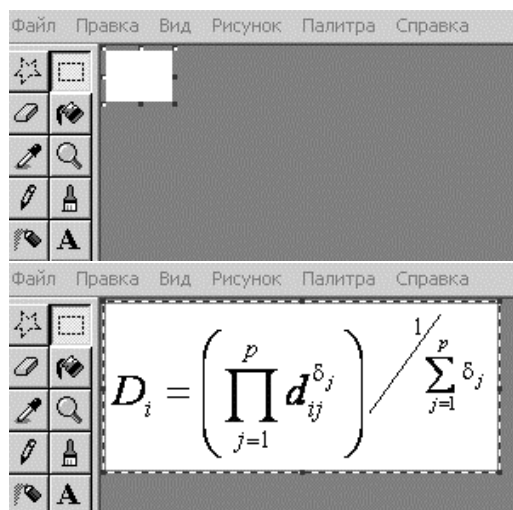 Файл Правка Вид Рисунок Палитра Справка
A
Файл Правка Вид Рисунок Палитра Справка
D_i = ( ∏_{j=1}^{p} d_{ij}^{δ_j} )^{1 / ∑_{j=1}^{p} δ_j}
A